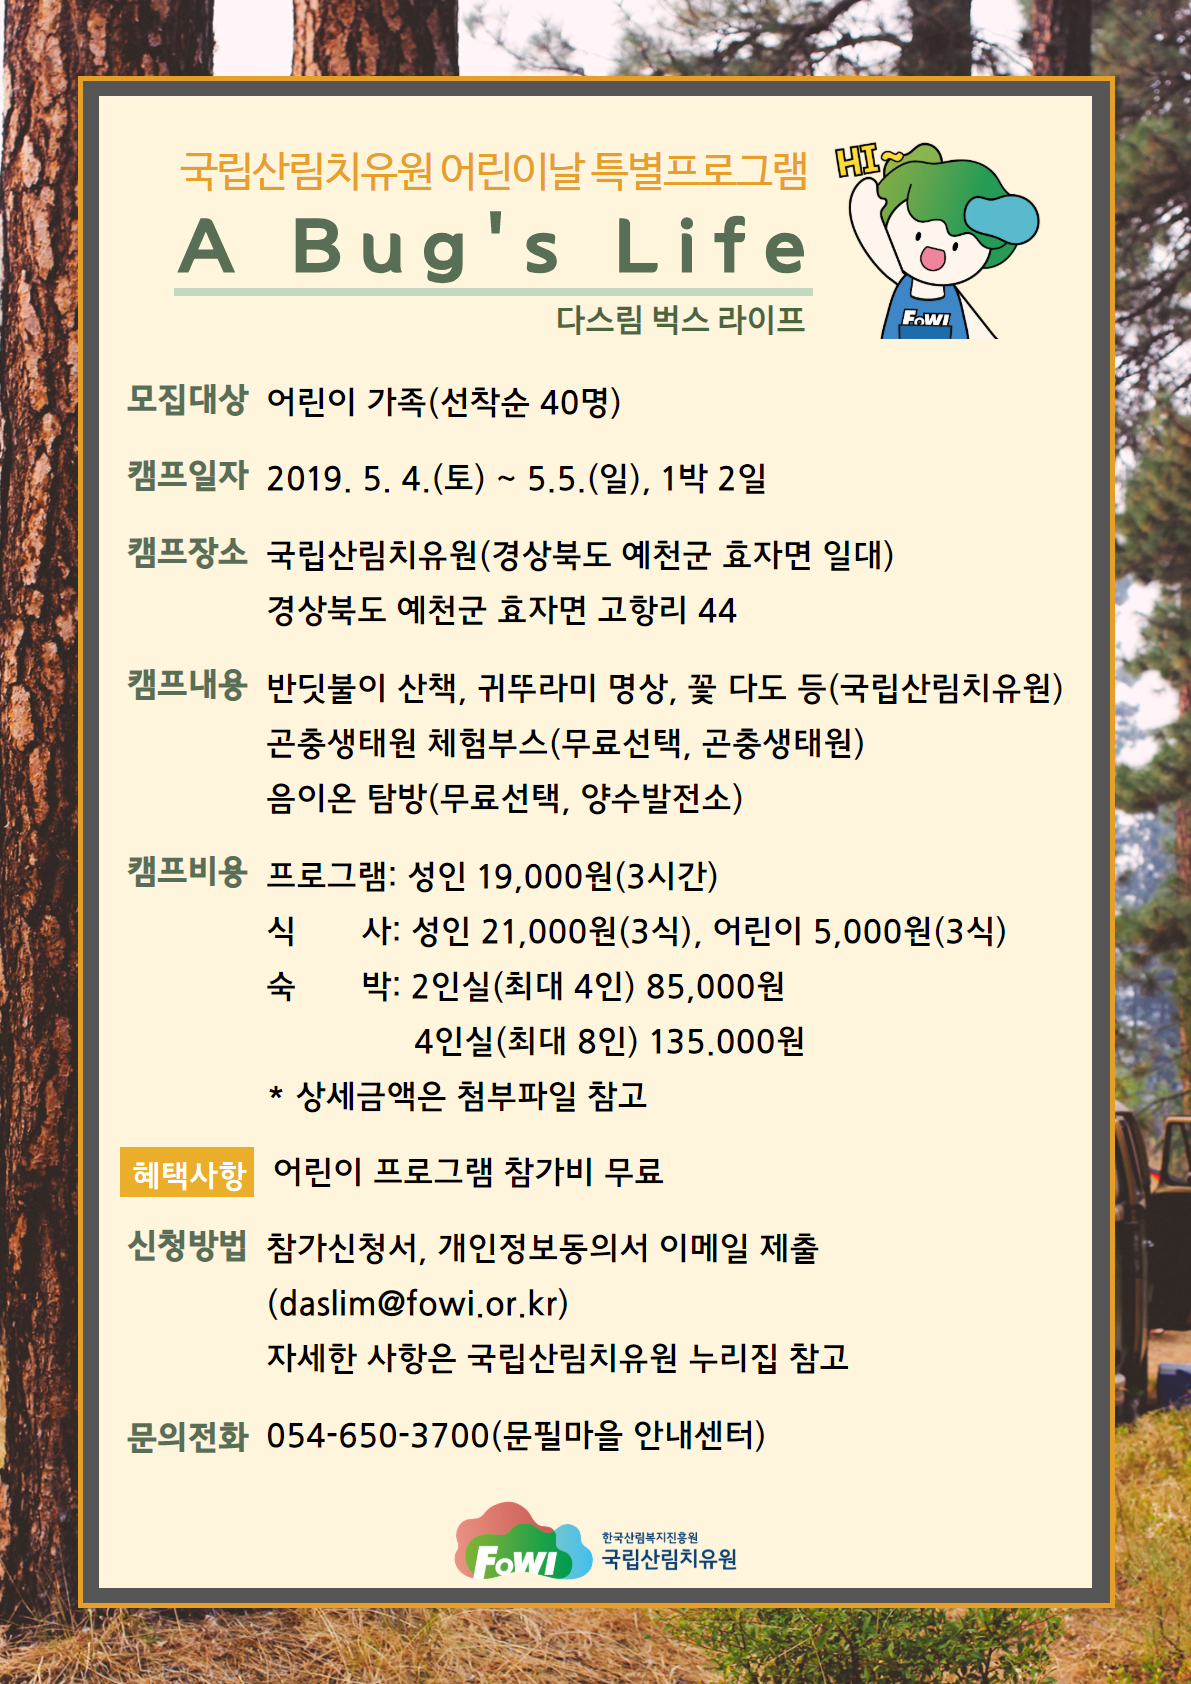 국립산림치유원 어린이날 특별프로그램
HI~
A Bug's Life
다스림 벅스 라이프
FoWI
모집대상 어린이 가족(선착순 40명)
캠프일자 2019. 5. 4.(토) ~ 5.5.(일), 1박 2일
캠프장소 국립산림치유원(경상북도 예천군 효자면 일대)
경상북도 예천군 효자면 고항리 44
캠프내용 반딧불이 산책, 귀뚜라미 명상, 꽃 다도 등(국립산림치유원)
곤충생태원 체험부스(무료선택, 곤충생태원)
음이온 탐방(무료선택, 양수발전소)
캠프비용 프로그램: 성인 19,000원(3시간)
식 사: 성인 21,000원(3식), 어린이 5,000원(3식)
숙 박: 2인실(최대 4인) 85,000원
4인실(최대 8인) 135.000원
* 상세금액은 첨부파일 참고
혜택사항 어린이 프로그램 참가비 무료
신청방법 참가신청서, 개인정보동의서 이메일 제출
(daslim@fowi.or.kr)
자세한 사항은 국립산림치유원 누리집 참고
문의전화 054-650-3700(문필마을 안내센터)
FoWI
한국산림복지진흥원
국립산림치유원